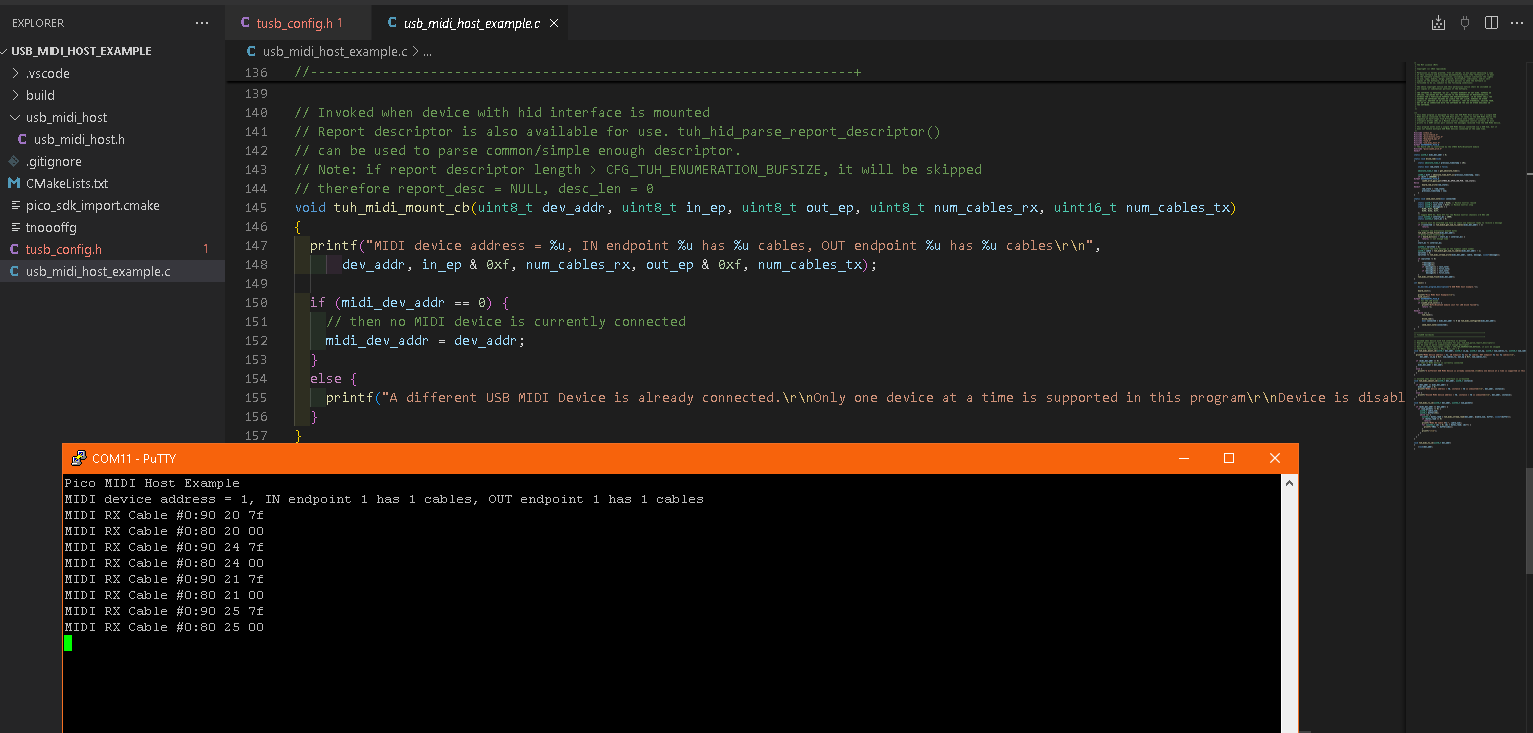 EXPLORER
USB_MIDI_HOST_EXAMPLE
.vscode
build
usb_midi_host
C usb_midi_host.h
.gitignore
M CMakeLists.txt
pico_sdk_import.cmake
tnoooffg
C tusb_config.h 1
C usb_midi_host_example.c
C tusb_config.h 1
C usb_midi_host_example.c
C usb_midi_host_example.c > ...
136 //--------------------------------------------------------------------+
139
140 // Invoked when device with hid interface is mounted
141 // Report descriptor is also available for use. tuh_hid_parse_report_descriptor()
142 // can be used to parse common/simple enough descriptor.
143 // Note: if report descriptor length > CFG_TUH_ENUMERATION_BUFSIZE, it will be skipped
144 // therefore report_desc = NULL, desc_len = 0
145 void tuh_midi_mount_cb(uint8_t dev_addr, uint8_t in_ep, uint8_t out_ep, uint8_t num_cables_rx, uint16_t num_cables_tx)
146 {
147 printf("MIDI device address = %u, IN endpoint %u has %u cables, OUT endpoint %u has %u cables\r\n",
148 dev_addr, in_ep & 0xf, num_cables_rx, out_ep & 0xf, num_cables_tx);
149
150 if (midi_dev_addr == 0) {
151 // then no MIDI device is currently connected
152 midi_dev_addr = dev_addr;
153 }
154 else {
155 printf("A different USB MIDI Device is already connected.\r\nOnly one device at a time is supported in this program\r\nDevice is disabl
156 }
157 }
COM11 - PuTTY
Pico MIDI Host Example
MIDI device address = 1, IN endpoint 1 has 1 cables, OUT endpoint 1 has 1 cables
MIDI RX Cable #0:90 20 7f
MIDI RX Cable #0:80 20 00
MIDI RX Cable #0:90 24 7f
MIDI RX Cable #0:80 24 00
MIDI RX Cable #0:90 21 7f
MIDI RX Cable #0:80 21 00
MIDI RX Cable #0:90 25 7f
MIDI RX Cable #0:80 25 00